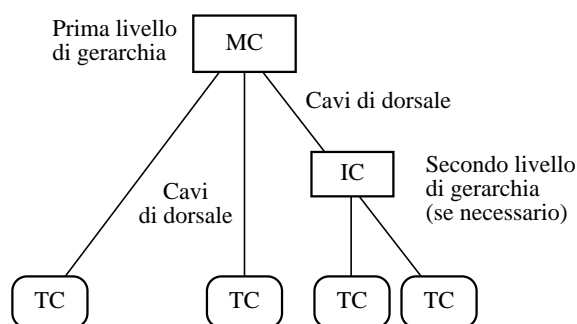 Prima livello
di gerarchia
MC
Cavi di dorsale
IC
Secondo livello
di gerarchia
(se necessario)
Cavi
di dorsale
TC
TC
TC
TC